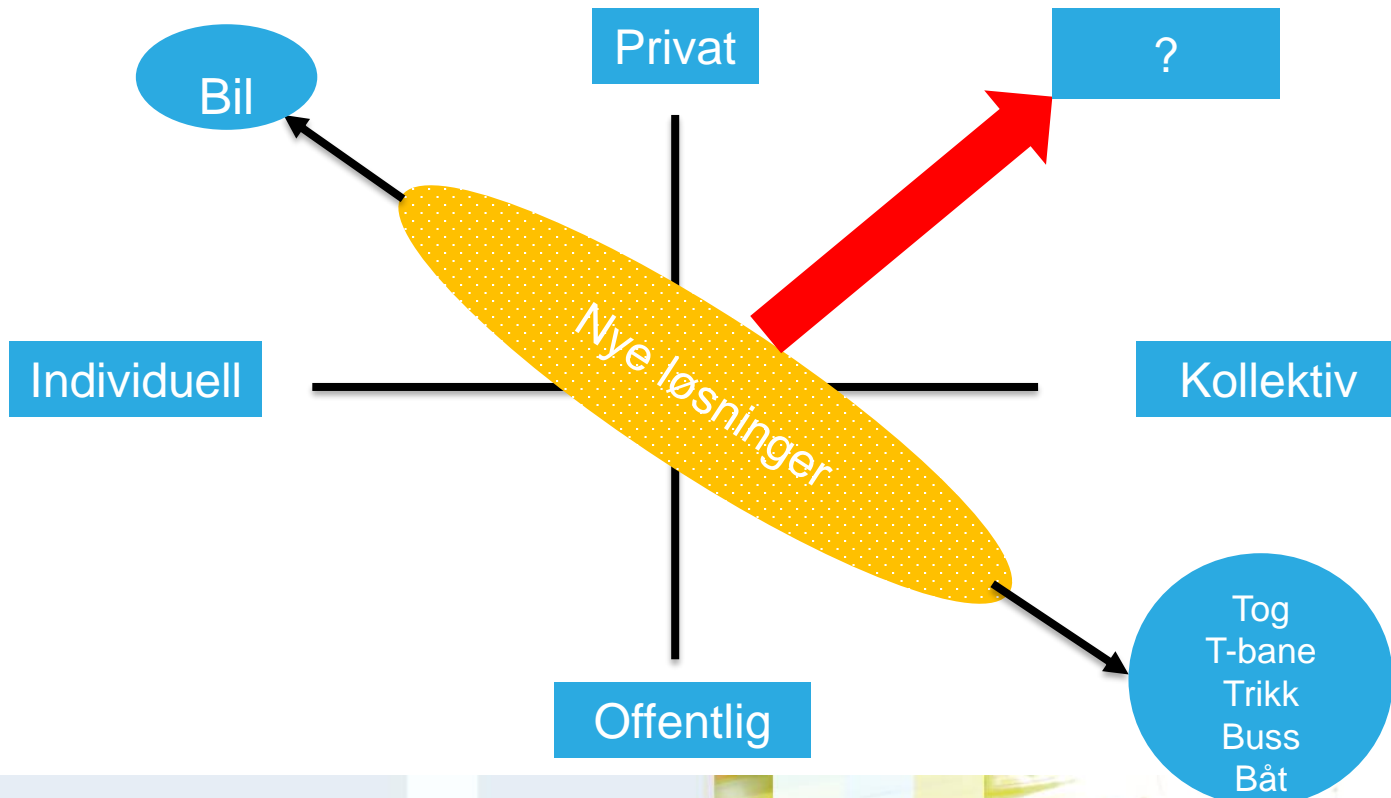 Privat
?
Bil
Nye løsninger
Individuell
Kollektiv
Offentlig
Tog
T-bane
Trikk
Buss
Båt